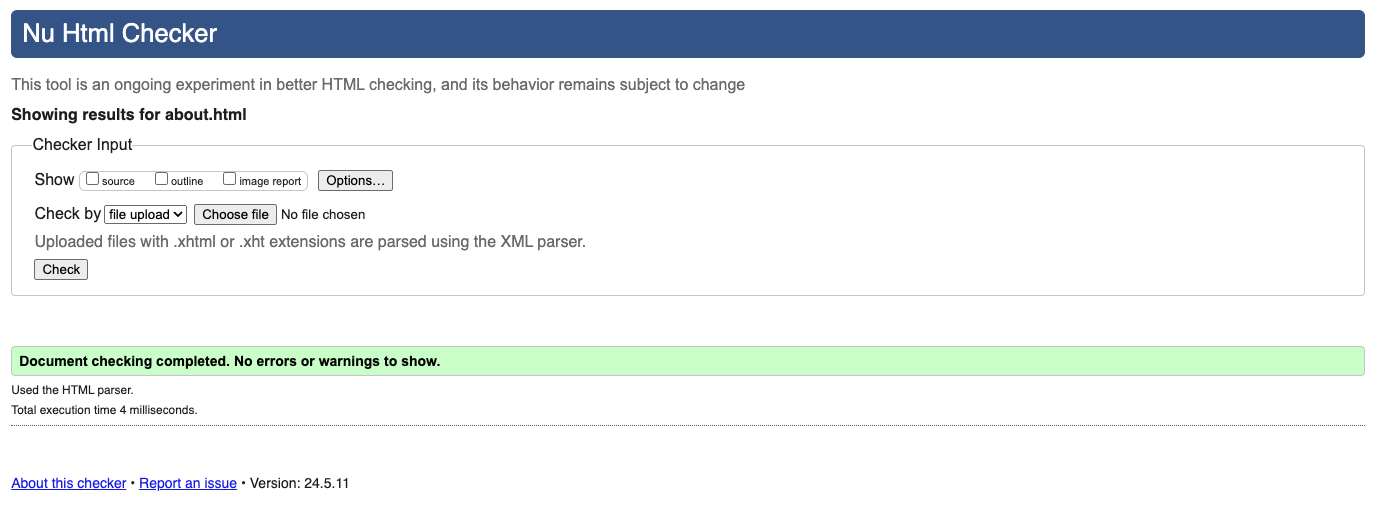 Nu Html Checker
This tool is an ongoing experiment in better HTML checking, and its behavior remains subject to change
Showing results for about.html
Checker Input
Show source outline image report Options...
Check by file upload Choose file No file chosen
Uploaded files with .xhtml or .xht extensions are parsed using the XML parser.
Check
Document checking completed. No errors or warnings to show.
Used the HTML parser.
Total execution time 4 milliseconds.
About this checker • Report an issue • Version: 24.5.11